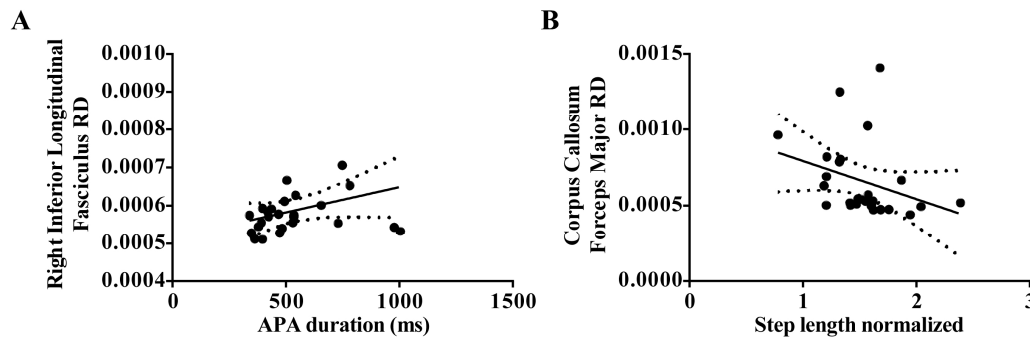 A
B
Right Inferior Longitudinal
Fasciculus RD
0.0010
0.0009
0.0008
0.0007
0.0006
0.0005
0.0004
0
500
1000
1500
APA duration (ms)
Corpus Callosum
Forceps Major RD
0.0015
0.0010
0.0005
0.0000
0
1
2
3
Step length normalized